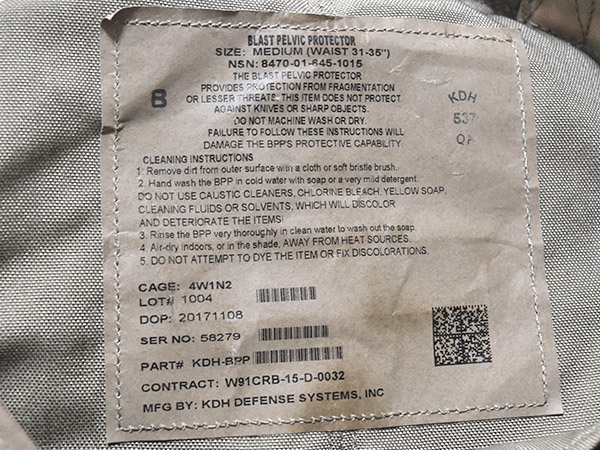 BLAST PELVIC PROTECTOR
SIZE: MEDIUM (WAIST 31-35")
NSN: 8470-01-645-1015
THE BLAST PELVIC PROTECTOR
PROVIDES PROTECTION FROM FRAGMENTATION
OR LESSER THREATS. THIS ITEM DOES NOT PROTECT
AGAINST KNIVES OR SHARP OBJECTS.
DO NOT MACHINE WASH OR DRY.
FAILURE TO FOLLOW THESE INSTRUCTIONS WILL
DAMAGE THE BPP'S PROTECTIVE CAPABILITY.
B
KDH
537
QA
CLEANING INSTRUCTIONS
1. Remove dirt from outer surface with a cloth or soft bristle brush.
2. Hand wash the BPP in cold water with soap or a very mild detergent.
DO NOT USE CAUSTIC CLEANERS, CHLORINE BLEACH, YELLOW SOAP,
CLEANING FLUIDS OR SOLVENTS, WHICH WILL DISCOLOR
AND DETERIORATE THE ITEMS!
3. Rinse the BPP very thoroughly in clean water to wash out the soap.
4. Air-dry indoors, or in the shade, AWAY FROM HEAT SOURCES.
5. DO NOT ATTEMPT TO DYE THE ITEM OR FIX DISCOLORATIONS.
CAGE: 4W1N2
LOT# 1004
DOP: 20171108
SER NO: 58279
PART# KDH-BPP
CONTRACT: W91CRB-15-D-0032
MFG BY: KDH DEFENSE SYSTEMS, INC